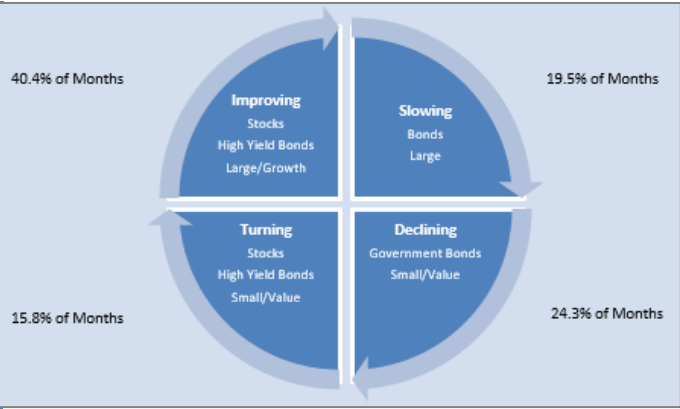 40.4% of Months
19.5% of Months
Improving
Stocks
High Yield Bonds
Large/Growth
Slowing
Bonds
Large
Turning
Stocks
High Yield Bonds
Small/Value
Declining
Government Bonds
Small/Value
15.8% of Months
24.3% of Months